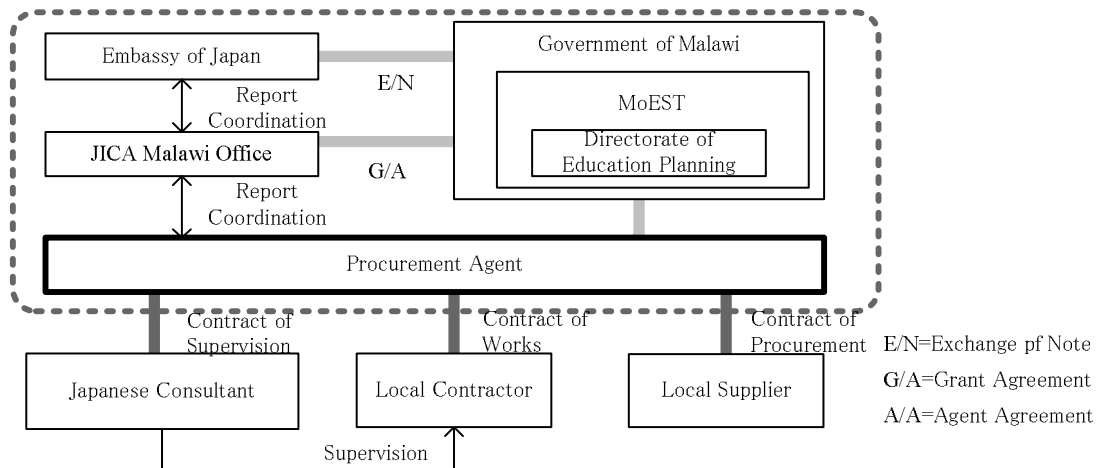 Embassy of Japan
Government of Malawi
E/N
MoEST
Report
Coordination
Directorate of
Education Planning
JICA Malawi Office
G/A
Report
Coordination
Procurement Agent
Contract of
Supervision
Contract of
Works
Contract of
Procurement
E/N=Exchange pf Note
Japanese Consultant
Local Contractor
Local Supplier
G/A=Grant Agreement
A/A=Agent Agreement
Supervision